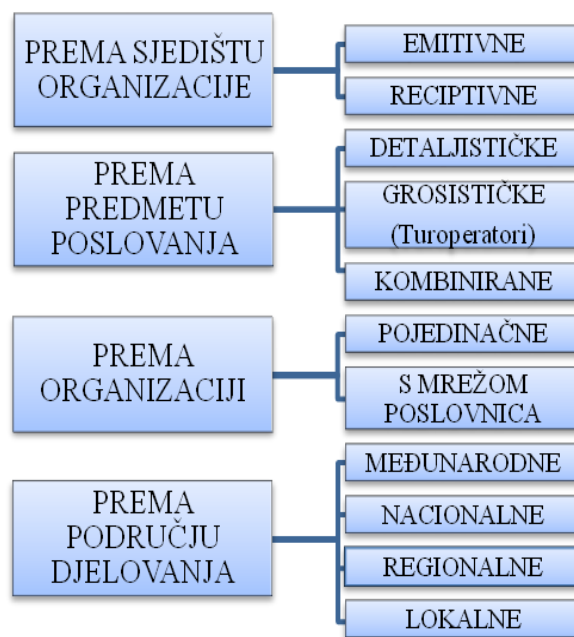 PREMA SJEDIŠTU
ORGANIZACIJE
EMITIVNE
RECIPTIVNE
PREMA
PREDMETU
POSLOVANJA
DETALJISTIČKE
GROSISTIČKE
(Turoperatori)
KOMBINIRANE
PREMA
ORGANIZACIJI
POJEDINAČNE
S MREŽOM
POSLOVNICA
PREMA
PODRUČJU
DJELOVANJA
MEĐUNARODNE
NACIONALNE
REGIONALNE
LOKALNE